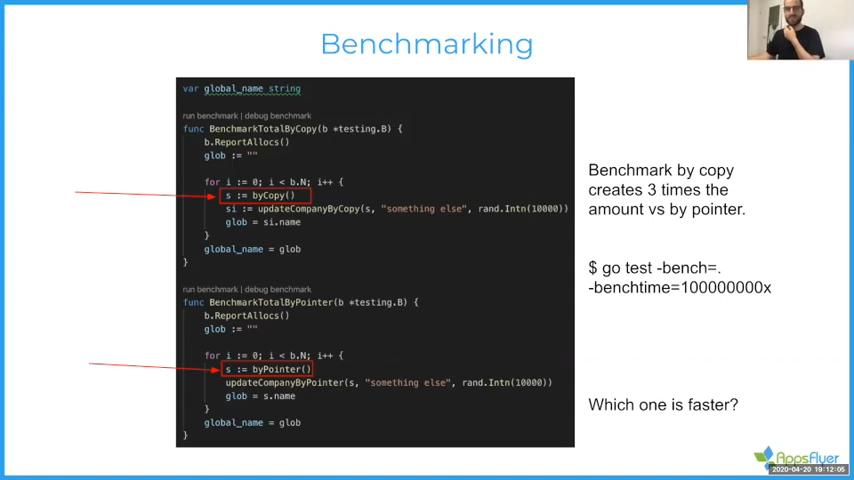 Benchmarking
var global_name string
run benchmark | debug benchmark
func BenchmarkTotalByCopy(b *testing.B) {
b.ReportAllocs()
glob := ""
for i := 0; i < b.N; i++ {
s := byCopy()
si := updateCompanyByCopy(s, "something else", rand.Intn(10000))
glob = si.name
}
global_name = glob
}
run benchmark | debug benchmark
func BenchmarkTotalByPointer(b *testing.B) {
b.ReportAllocs()
glob := ""
for i := 0; i < b.N; i++ {
s := byPointer()
updateCompanyByPointer(s, "something else", rand.Intn(10000))
glob = s.name
}
global_name = glob
}
Benchmark by copy
creates 3 times the
amount vs by pointer.
$ go test -bench=.
-benchtime=100000000x
Which one is faster?
AppsFlyer
2020-04-20 19:12:05